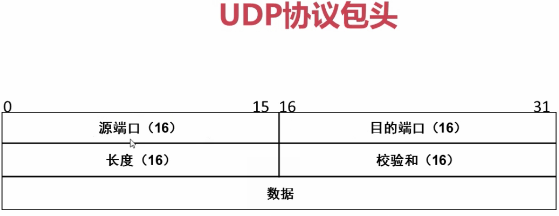 UDP协议包头
0 15 16 31
源端口（16） 目的端口（16）
长度（16） 校验和（16）
数据